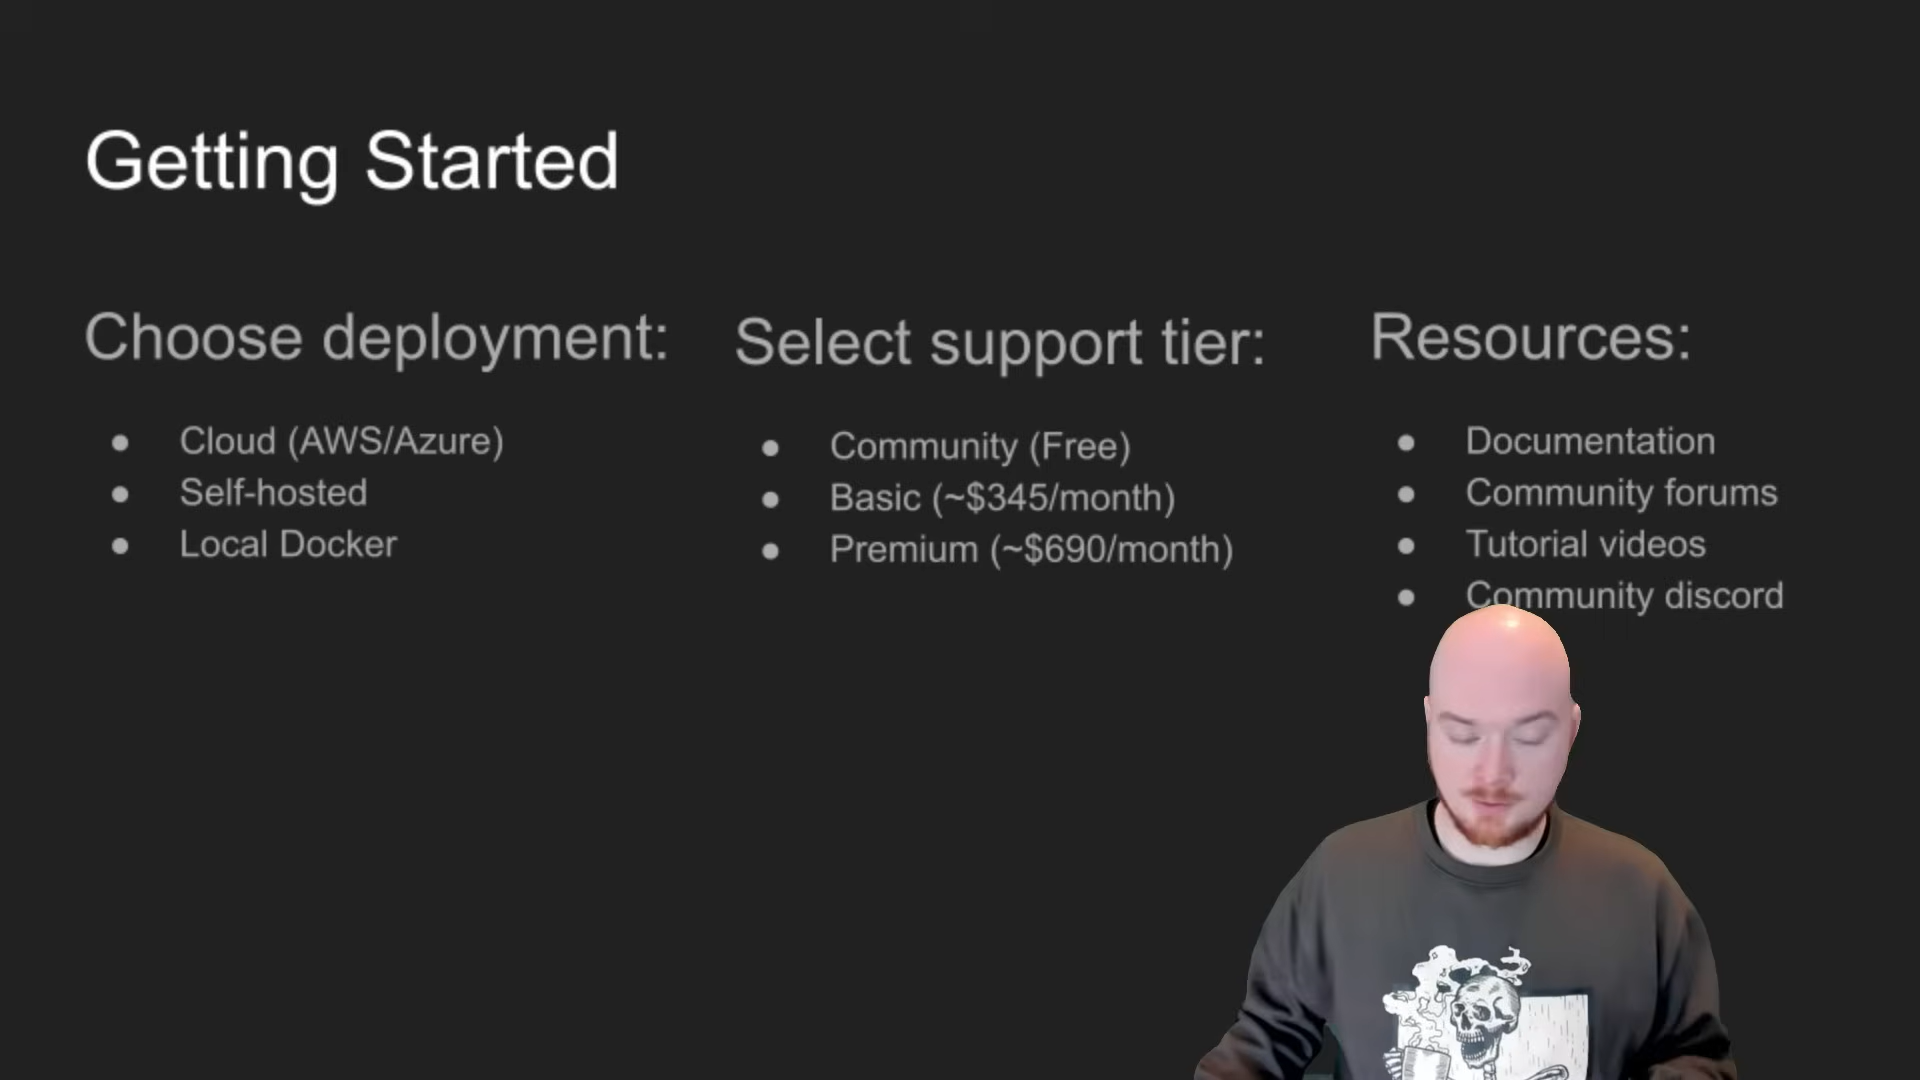 Getting Started
Choose deployment:
● Cloud (AWS/Azure)
● Self-hosted
● Local Docker
Select support tier:
● Community (Free)
● Basic (~$345/month)
● Premium (~$690/month)
Resources:
● Documentation
● Community forums
● Tutorial videos
● Community discord